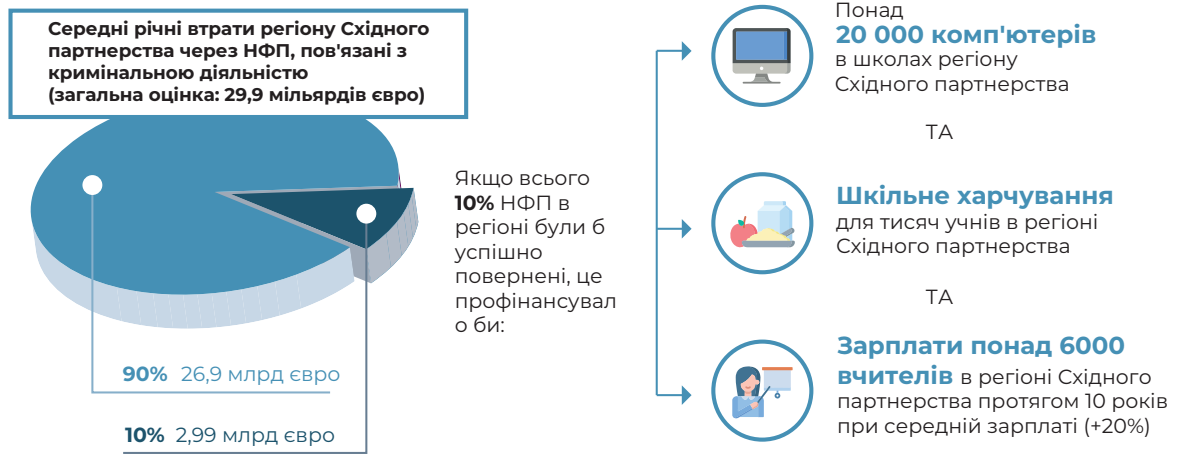 Середні річні втрати регіону Східного
партнерства через НФП, пов'язані з
кримінальною діяльністю
(загальна оцінка: 29,9 мільярдів євро)
90% 26,9 млрд євро
10% 2,99 млрд євро
Якщо всього
10% НФП в
регіоні були б
успішно
повернені, це
профінансувал
о би:
Понад
20 000 комп'ютерів
в школах регіону
Східного партнерства
ТА
Шкільне харчування
для тисяч учнів в регіоні
Східного партнерства
ТА
Зарплати понад 6000
вчителів в регіоні Східного
партнерства протягом 10 років
при середній зарплаті (+20%)